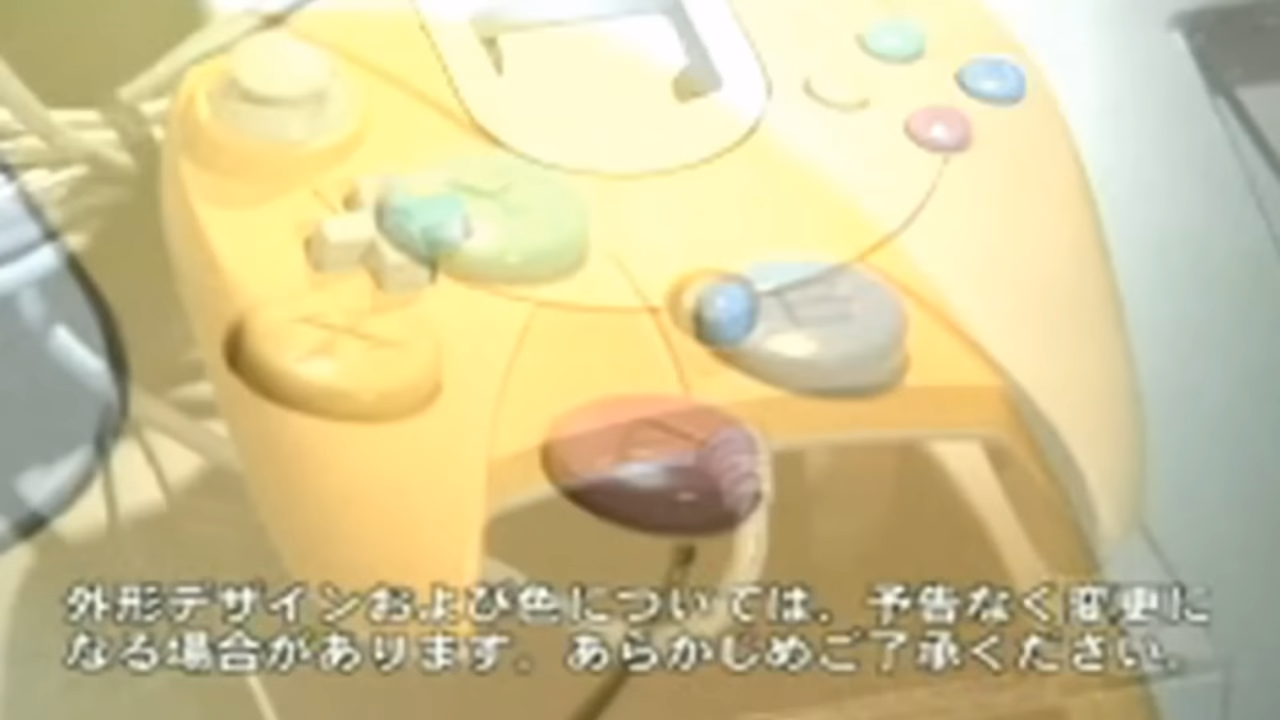 外形デザインおよび色については、予告なく変更に
なる場合があります。あらかじめご了承ください。